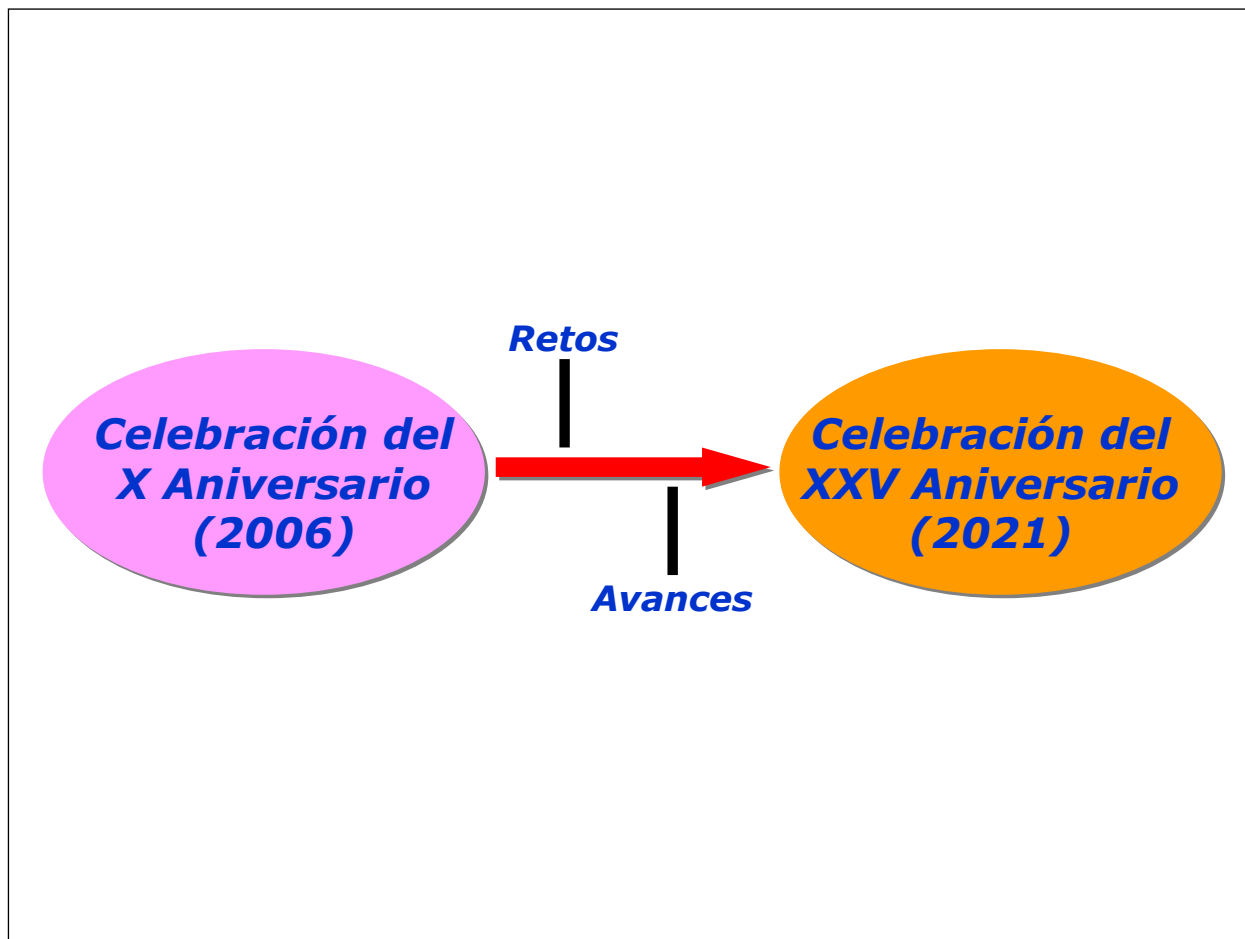 Retos
Celebración del
X Aniversario
(2006)
Celebración del
XXV Aniversario
(2021)
Avances